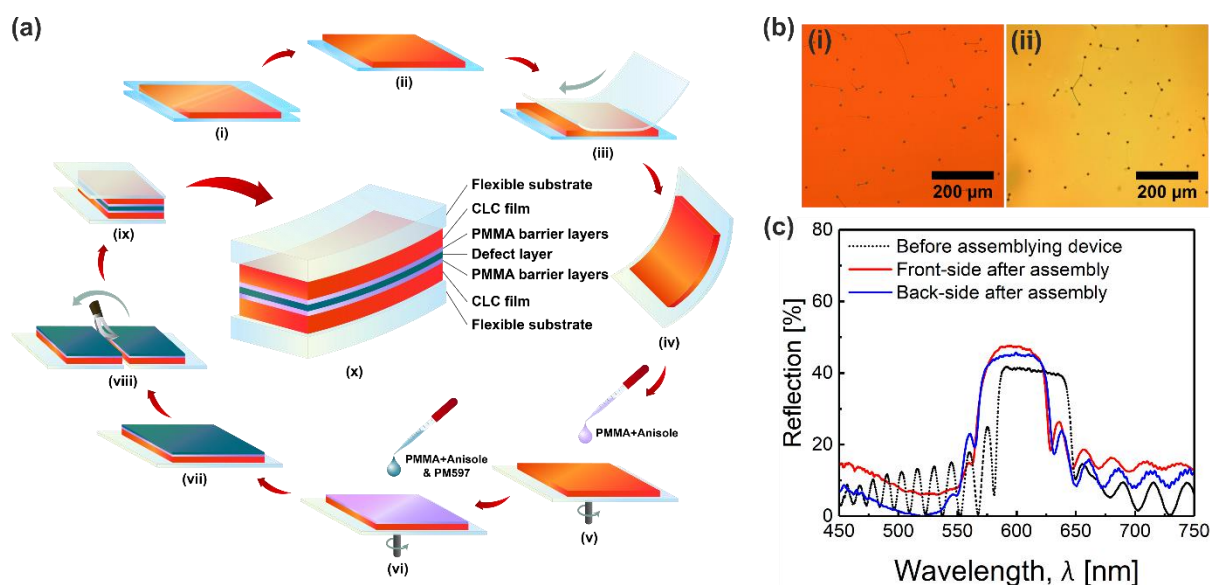 (a)
(i)
(ii)
(iii)
(iv)
PMMA+Anisole
(v)
PMMA+Anisole
& PM597
(vi)
(vii)
(viii)
(ix)
Flexible substrate
CLC film
PMMA barrier layers
Defect layer
PMMA barrier layers
CLC film
Flexible substrate
(x)
(b)
(i)
200 µm
(ii)
200 µm
(c)
80
60
40
20
0
Reflection [%]
Before assembling device
Front-side after assembly
Back-side after assembly
450 500 550 600 650 700 750
Wavelength, λ [nm]